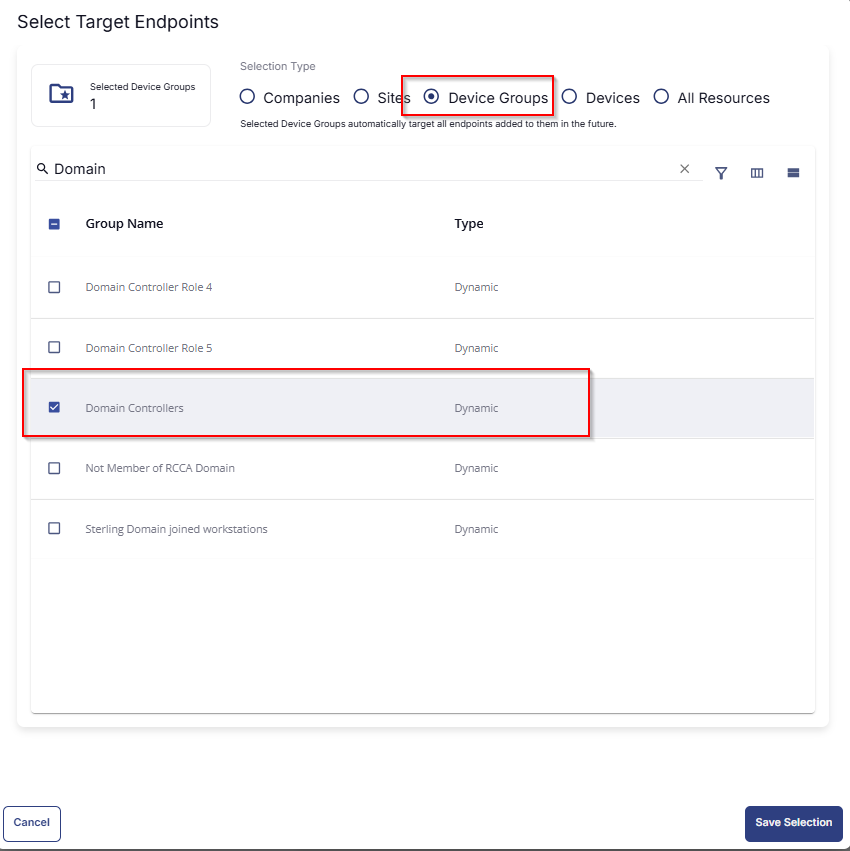 Select Target Endpoints
Selected Device Groups
1
Selection Type
Companies Sites Device Groups Devices All Resources
Selected Device Groups automatically target all endpoints added to them in the future.
Domain
Group Name Type
Domain Controller Role 4 Dynamic
Domain Controller Role 5 Dynamic
Domain Controllers Dynamic
Not Member of RCCA Domain Dynamic
Sterling Domain joined workstations Dynamic
Cancel Save Selection